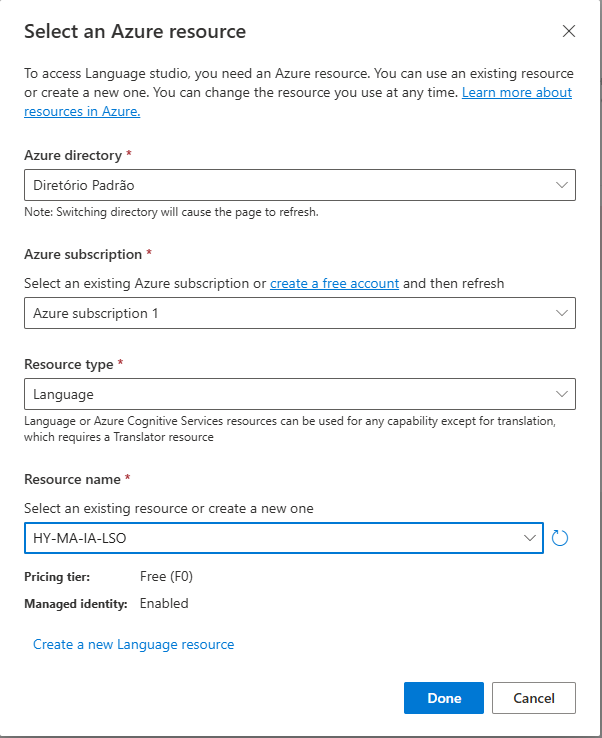 Select an Azure resource
To access Language studio, you need an Azure resource. You can use an existing resource
or create a new one. You can change the resource you use at any time. Learn more about
resources in Azure.
Azure directory *
Diretório Padrão
Note: Switching directory will cause the page to refresh.
Azure subscription *
Select an existing Azure subscription or create a free account and then refresh
Azure subscription 1
Resource type *
Language
Language or Azure Cognitive Services resources can be used for any capability except for translation,
which requires a Translator resource
Resource name *
Select an existing resource or create a new one
HY-MA-IA-LSO
Pricing tier: Free (F0)
Managed identity: Enabled
Create a new Language resource
Done Cancel